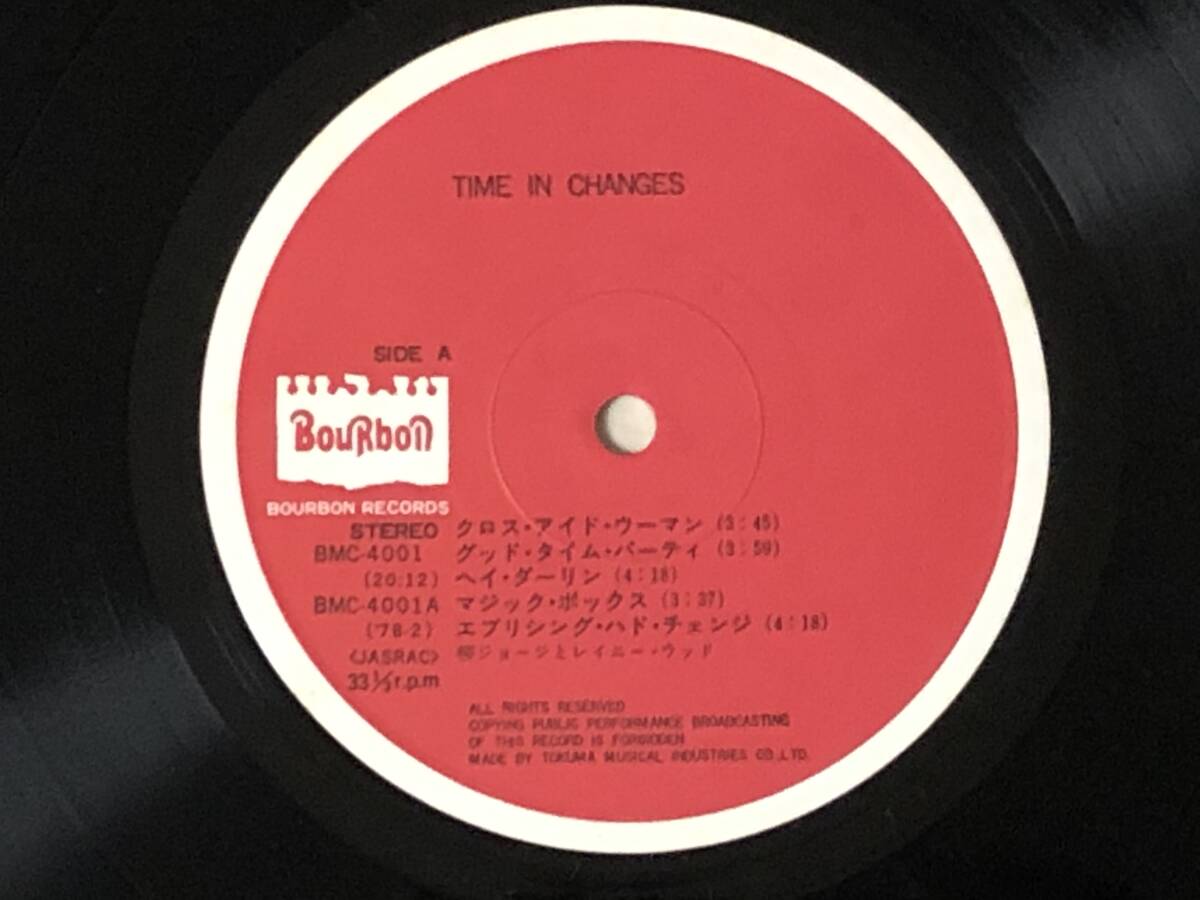 TIME IN CHANGES
SIDE A
BouRbon
BOURBON RECORDS
STEREO クロス・アイド・ウーマン (3:45)
BMC-4001 グッド・タイム・パーティ (3:59)
(20:12) ヘイ・ダーリン (4:18)
BMC-4001A マジック・ボックス (3:37)
('78-2) エブリシング・ハド・チェンジ (4:18)
<JASRAC> 柳ジョージとレイニー・ウッド
33⅓r.p.m
ALL RIGHTS RESERVED
COPYING PUBLIC PERFORMANCE BROADCASTING
OF THIS RECORD IS FORBIDDEN
MADE BY TOKUMA MUSICAL INDUSTRIES CO.,LTD.